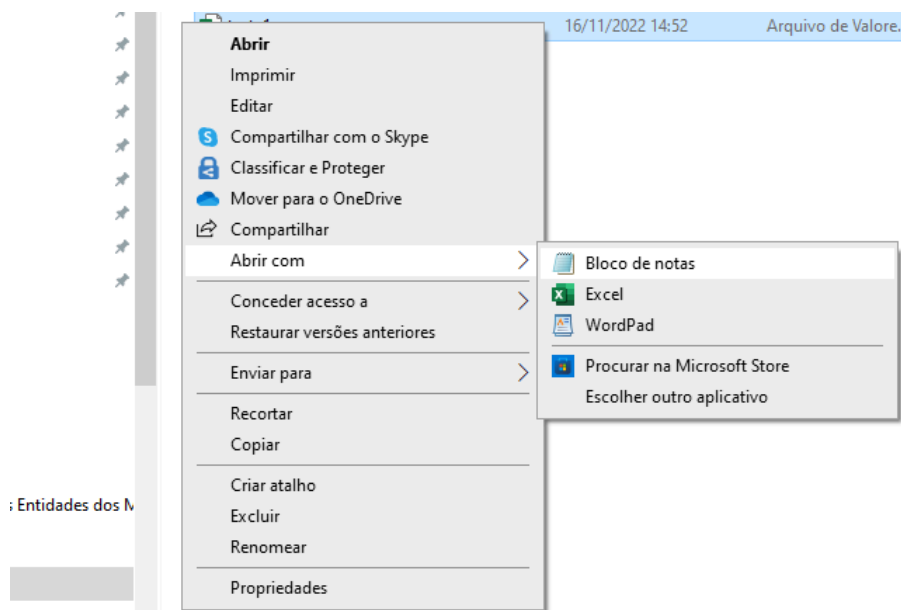 16/11/2022 14:52
Arquivo de Valore.
Abrir
Imprimir
Editar
Compartilhar com o Skype
Classificar e Proteger
Mover para o OneDrive
Compartilhar
Abrir com
Bloco de notas
Excel
WordPad
Procurar na Microsoft Store
Escolher outro aplicativo
Conceder acesso a
Restaurar versões anteriores
Enviar para
Recortar
Copiar
Criar atalho
s Entidades dos M
Excluir
Renomear
Propriedades